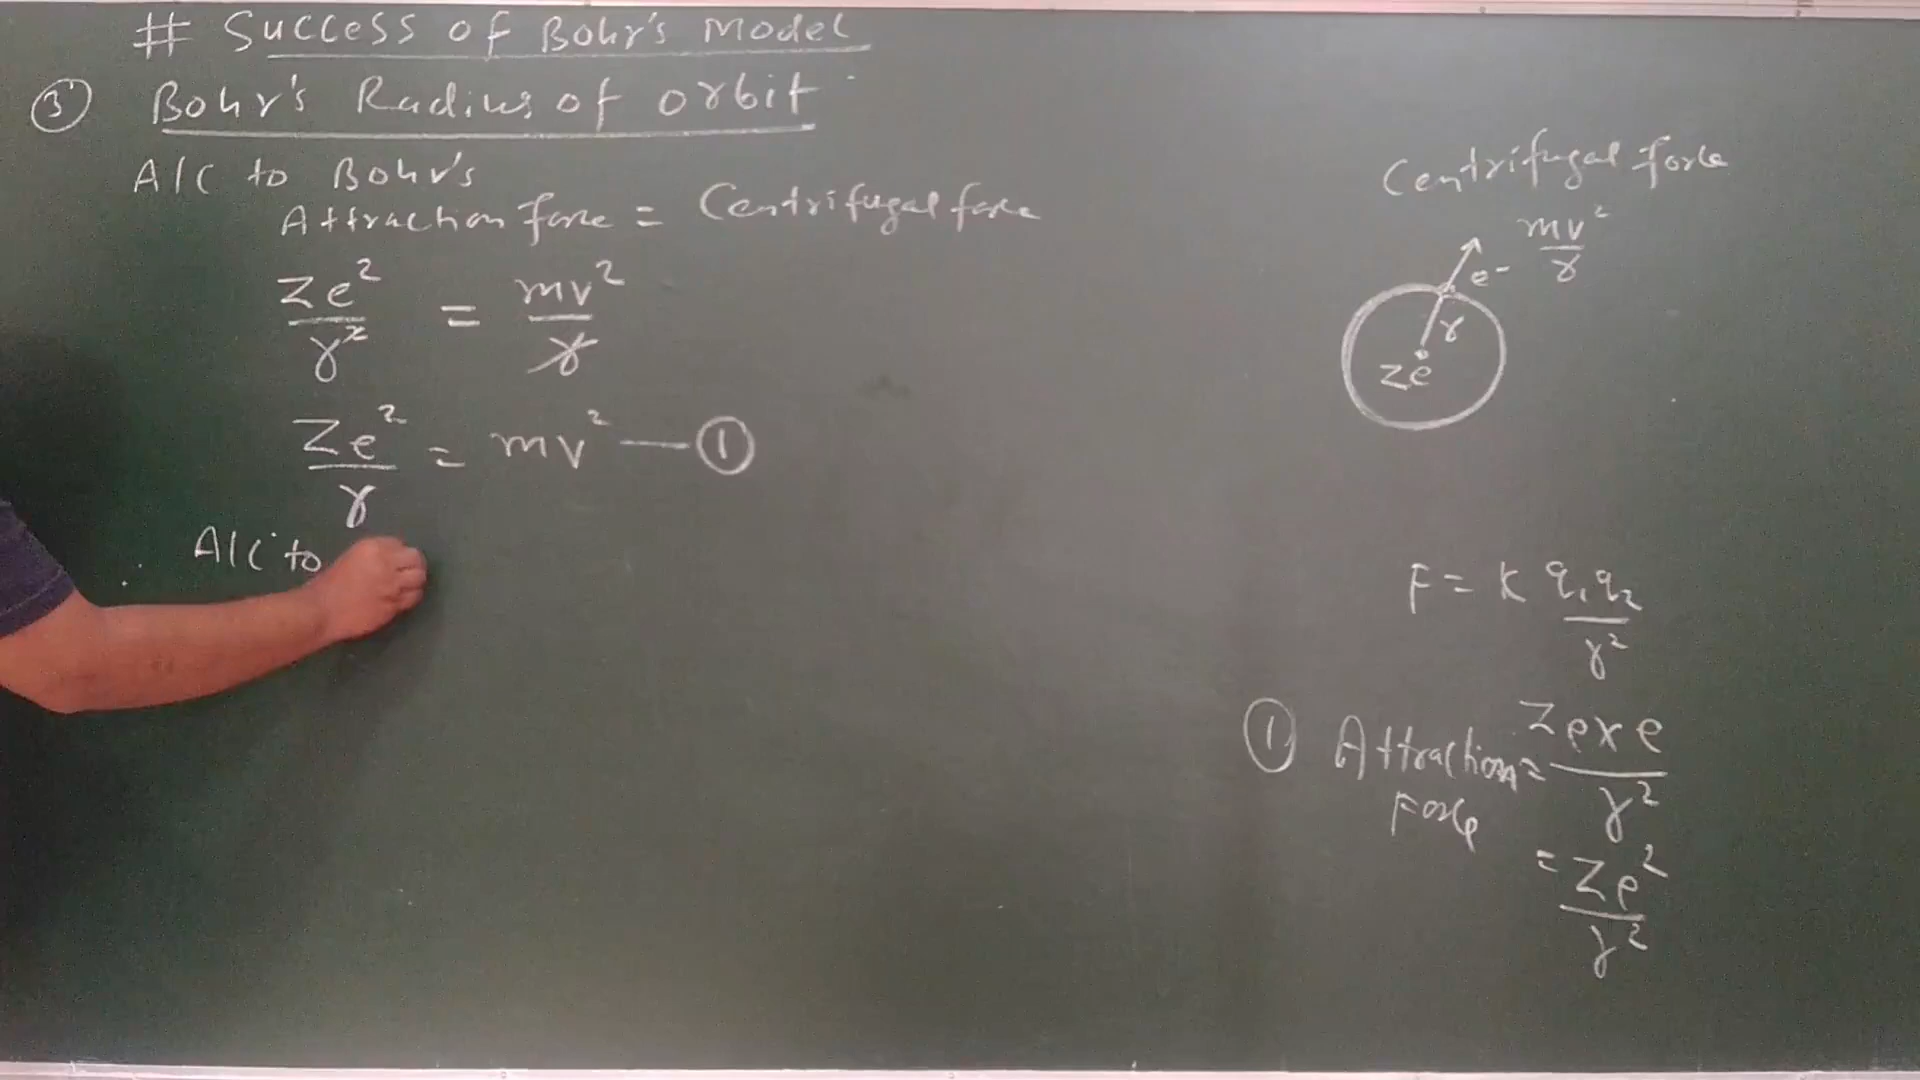 # Success of Bohr's Model
③ Bohr's Radius of orbit
A/C to Bohr's
Attraction force = Centrifugal force
Ze²/r² = mv²/r
Ze²/r = mv² — ①
A/C to
Centrifugal force
mv²/r
e-
r
Ze
F = K q₁q₂/r²
① Attraction Force = Ze×e/r²
= Ze²/r²